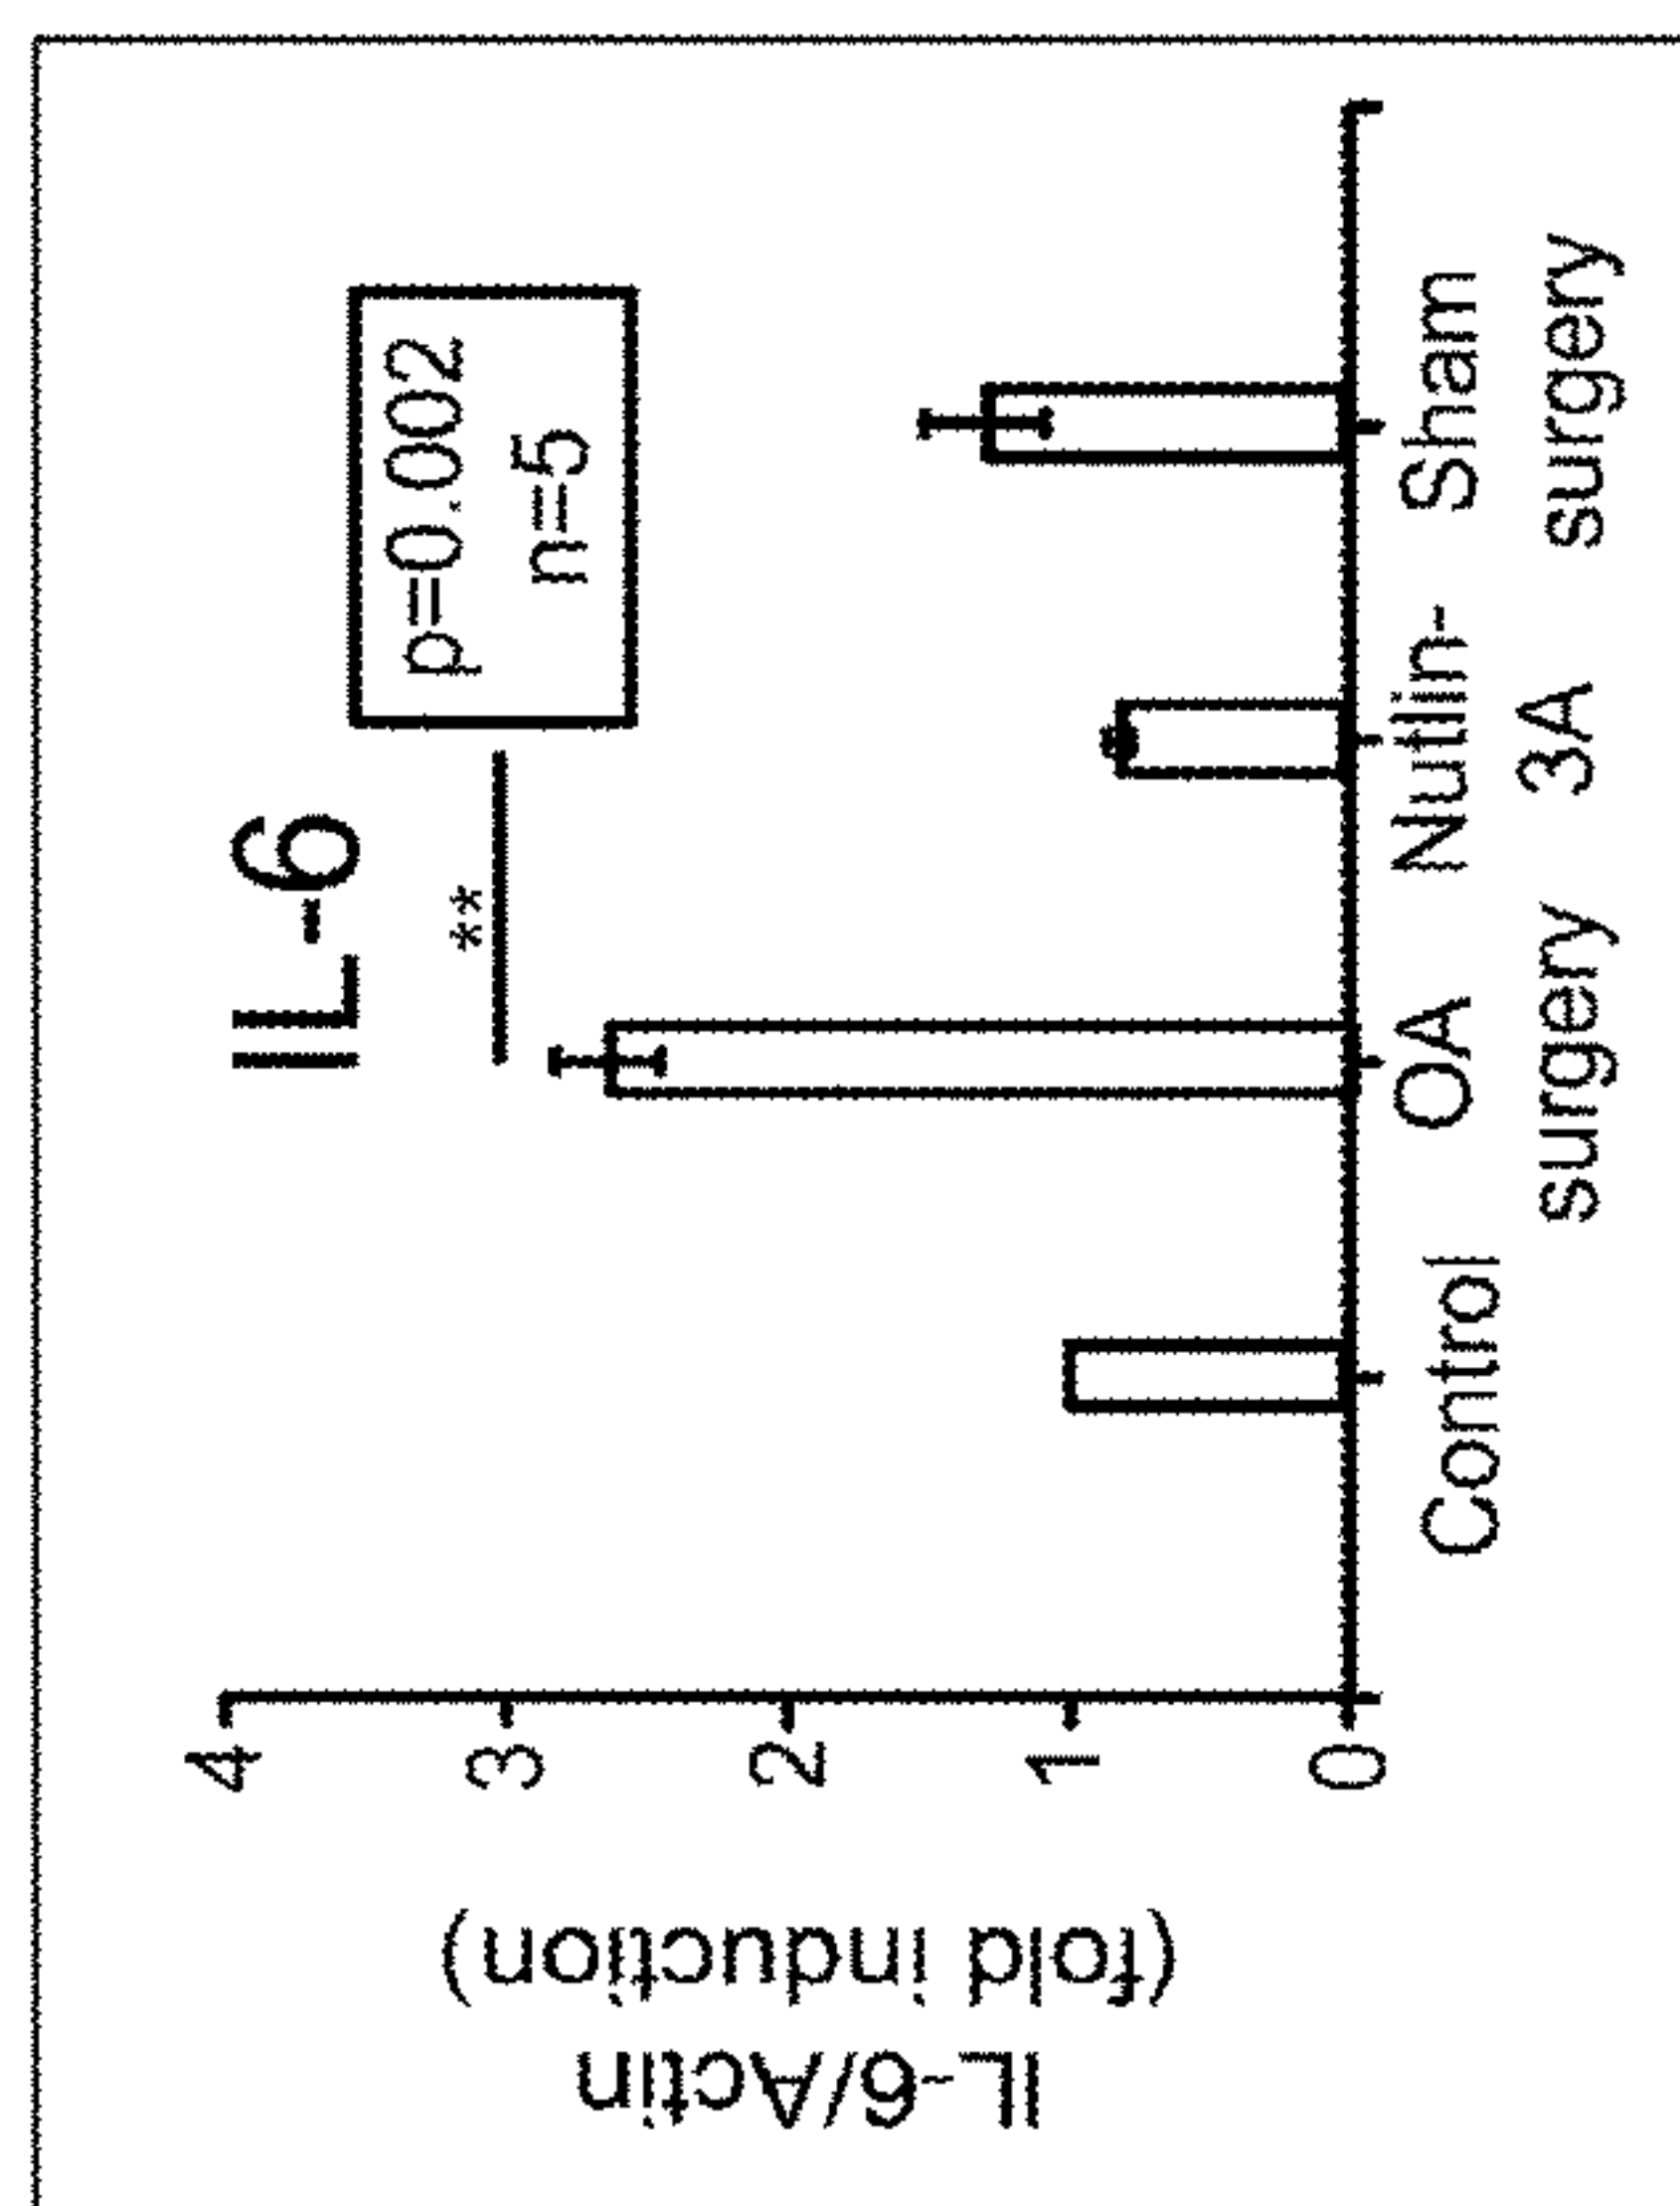 IL-6
**
p=0.002
n=5
IL-6/Actin
(fold induction)
4
3
2
1
0
Control
OA
surgery
Nutlin-
3A
Sham
surgery